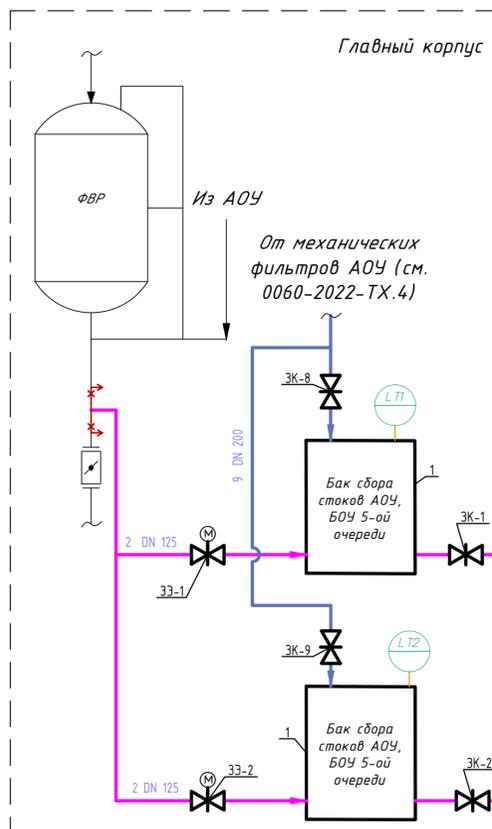 Главный корпус
ФВР
Из АОУ
От механических
фильтров АОУ (см.
0060-2022-ТХ.4)
ЗК-8
LT1
9 DN 200
Бак сбора
стоков АОУ,
БОУ 5-ой
очереди
1
ЗК-1
2 DN 125
М
ЗЭ-1
ЗК-9
LT2
1
Бак сбора
стоков АОУ,
БОУ 5-ой
очереди
2 DN 125
М
ЗЭ-2
ЗК-2